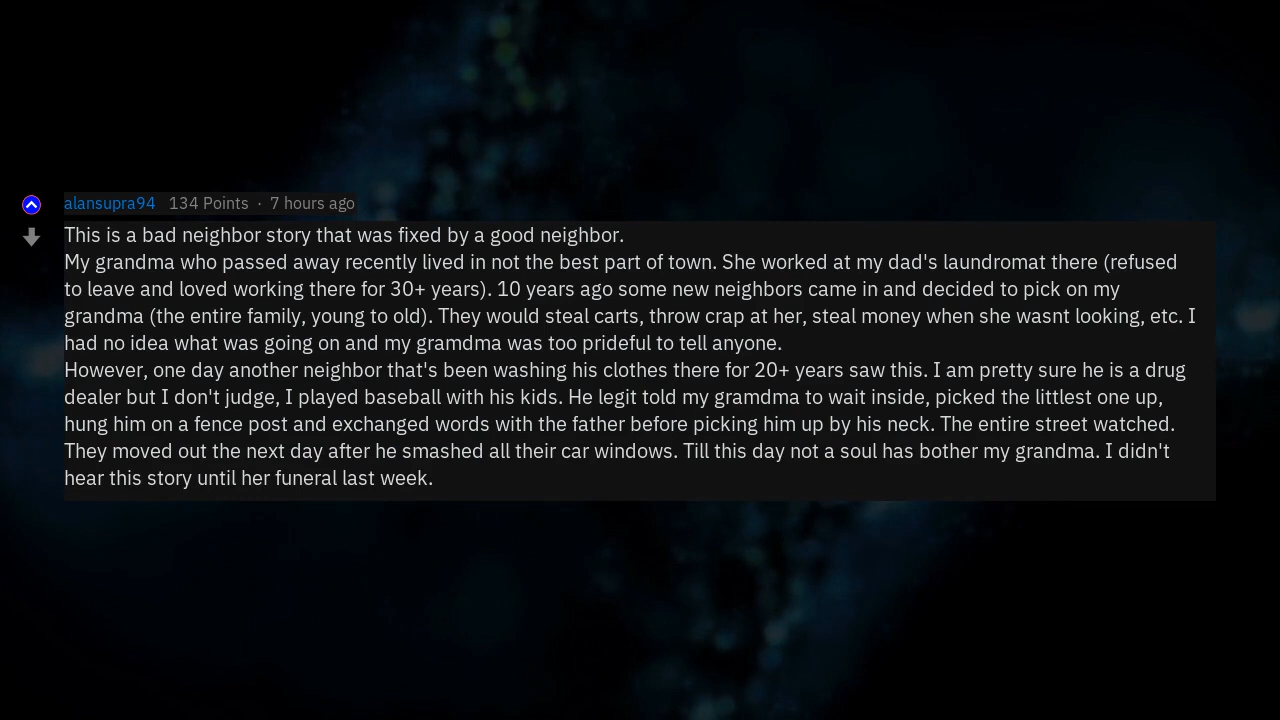 alansupra94 134 Points · 7 hours ago
This is a bad neighbor story that was fixed by a good neighbor.
My grandma who passed away recently lived in not the best part of town. She worked at my dad's laundromat there (refused
to leave and loved working there for 30+ years). 10 years ago some new neighbors came in and decided to pick on my
grandma (the entire family, young to old). They would steal carts, throw crap at her, steal money when she wasnt looking, etc. I
had no idea what was going on and my gramdma was too prideful to tell anyone.
However, one day another neighbor that's been washing his clothes there for 20+ years saw this. I am pretty sure he is a drug
dealer but I don't judge, I played baseball with his kids. He legit told my gramdma to wait inside, picked the littlest one up,
hung him on a fence post and exchanged words with the father before picking him up by his neck. The entire street watched.
They moved out the next day after he smashed all their car windows. Till this day not a soul has bother my grandma. I didn't
hear this story until her funeral last week.